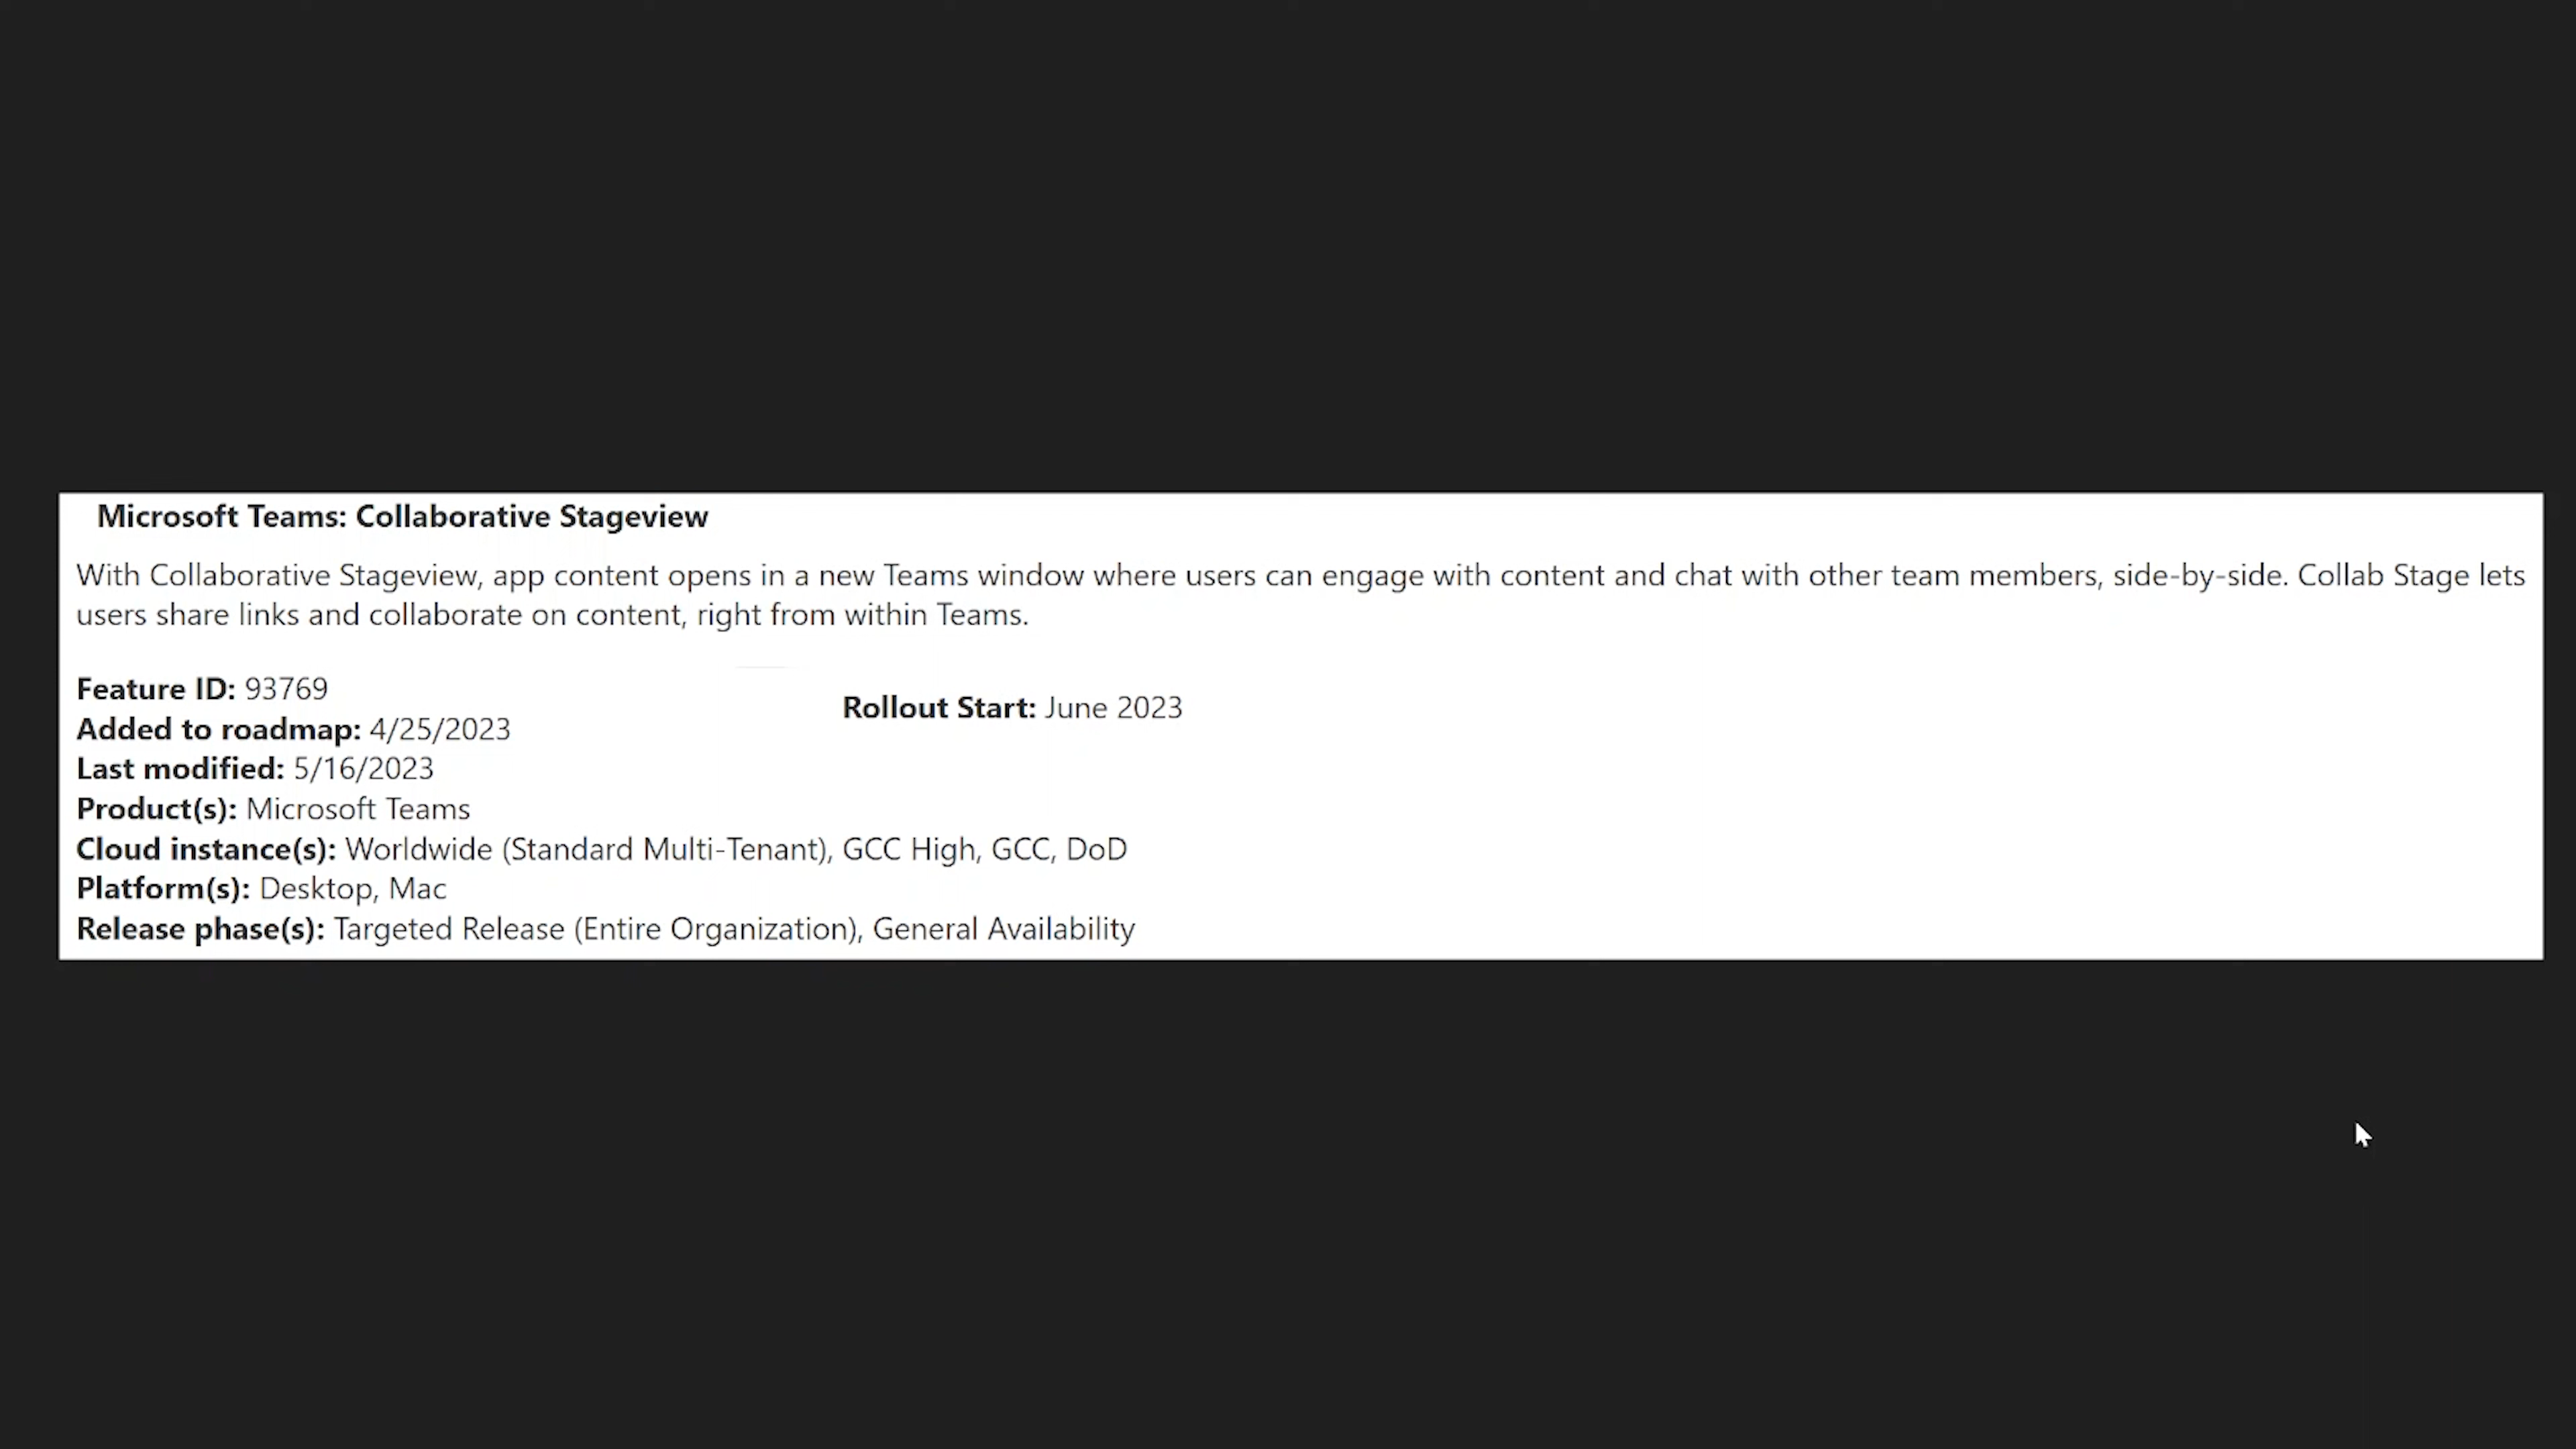 Microsoft Teams: Collaborative Stageview
With Collaborative Stageview, app content opens in a new Teams window where users can engage with content and chat with other team members, side-by-side. Collab Stage lets
users share links and collaborate on content, right from within Teams.
Feature ID: 93769
Added to roadmap: 4/25/2023
Last modified: 5/16/2023
Product(s): Microsoft Teams
Cloud instance(s): Worldwide (Standard Multi-Tenant), GCC High, GCC, DoD
Platform(s): Desktop, Mac
Release phase(s): Targeted Release (Entire Organization), General Availability
Rollout Start: June 2023